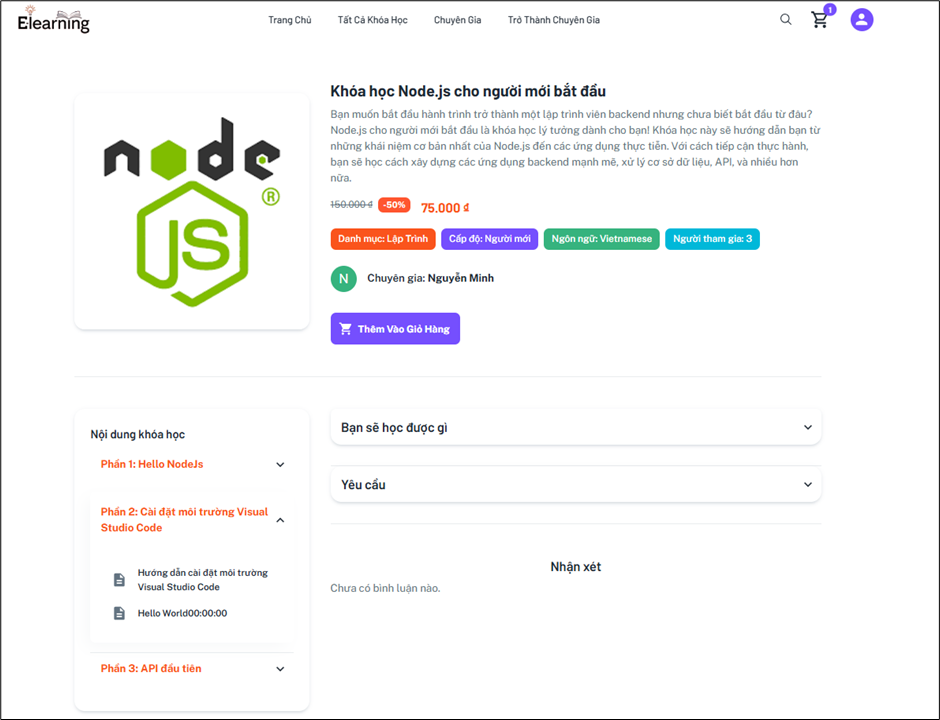 Elearning
Trang Chủ
Tất Cả Khóa Học
Chuyên Gia
Trở Thành Chuyên Gia
1
node
JS
®
Khóa học Node.js cho người mới bắt đầu
Bạn muốn bắt đầu hành trình trở thành một lập trình viên backend nhưng chưa biết bắt đầu từ đâu?
Node.js cho người mới bắt đầu là khóa học lý tưởng dành cho bạn! Khóa học này sẽ hướng dẫn bạn từ
những khái niệm cơ bản nhất của Node.js đến các ứng dụng thực tiễn. Với cách tiếp cận thực hành,
bạn sẽ học cách xây dựng các ứng dụng backend mạnh mẽ, xử lý cơ sở dữ liệu, API, và nhiều hơn
nữa.
150.000 ₫ -50% 75.000 ₫
Danh mục: Lập Trình
Cấp độ: Người mới
Ngôn ngữ: Vietnamese
Người tham gia: 3
N
Chuyên gia: Nguyễn Minh
Thêm Vào Giỏ Hàng
Nội dung khóa học
Phần 1: Hello NodeJs
Phần 2: Cài đặt môi trường Visual
Studio Code
Hướng dẫn cài đặt môi trường
Visual Studio Code
Hello World00:00:00
Phần 3: API đầu tiên
Bạn sẽ học được gì
Yêu cầu
Nhận xét
Chưa có bình luận nào.